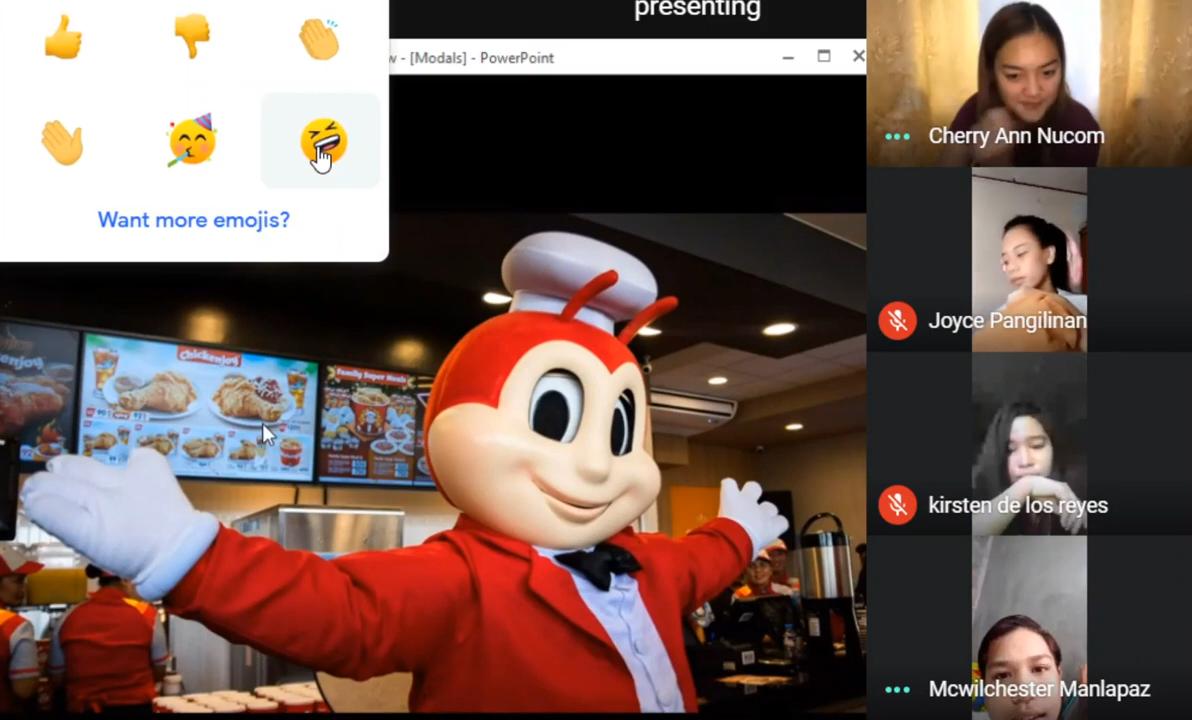 presenting
w - [Modals] - PowerPoint
Want more emojis?
Cherry Ann Nucom
Joyce Pangilinan
kirsten de los reyes
Mcwilchester Manlapaz
enjoy
Chickenjoy
Family Super Meals